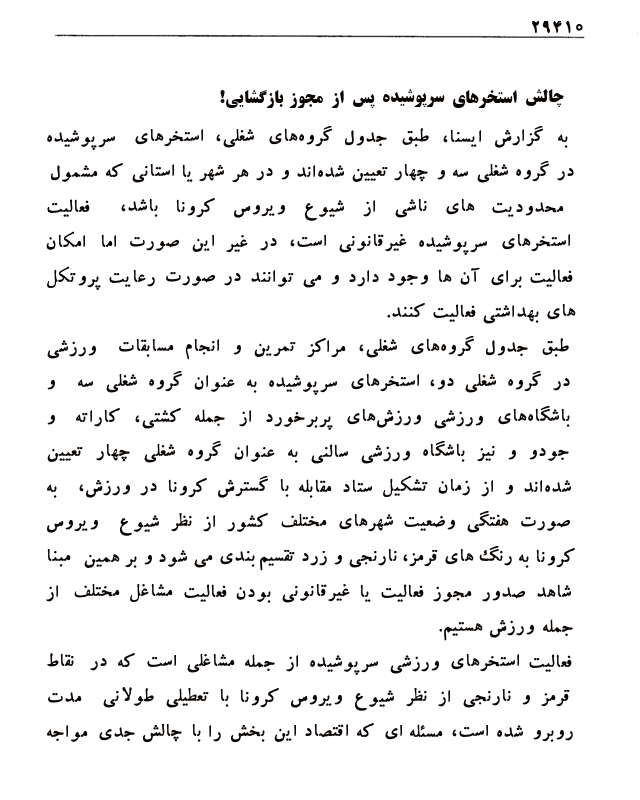 ۲۹۴۱۰
چالش استخرهای سرپوشیده پس از مجوز بازگشایی!
به گزارش ایسنا، طبق جدول گروه‌های شغلی، استخرهای سرپوشیده
در گروه شغلی سه و چهار تعیین شده‌اند و در هر شهر یا استانی که مشمول
محدودیت های ناشی از شیوع ویروس کرونا باشد، فعالیت
استخرهای سرپوشیده غیرقانونی است، در غیر این صورت اما امکان
فعالیت برای آن ها وجود دارد و می توانند در صورت رعایت پروتکل
های بهداشتی فعالیت کنند.
طبق جدول گروه‌های شغلی، مراکز تمرین و انجام مسابقات ورزشی
در گروه شغلی دو، استخرهای سرپوشیده به عنوان گروه شغلی سه و
باشگاه‌های ورزشی ورزش‌های پربرخورد از جمله کشتی، کاراته و
جودو و نیز باشگاه ورزشی سالنی به عنوان گروه شغلی چهار تعیین
شده‌اند و از زمان تشکیل ستاد مقابله با گسترش کرونا در ورزش، به
صورت هفتگی وضعیت شهرهای مختلف کشور از نظر شیوع ویروس
کرونا به رنگ های قرمز، نارنجی و زرد تقسیم بندی می شود و بر همین مبنا
شاهد صدور مجوز فعالیت یا غیرقانونی بودن فعالیت مشاغل مختلف از
جمله ورزش هستیم.
فعالیت استخرهای ورزشی سرپوشیده از جمله مشاغلی است که در نقاط
قرمز و نارنجی از نظر شیوع ویروس کرونا با تعطیلی طولانی مدت
روبرو شده است، مسئله ای که اقتصاد این بخش را با چالش جدی مواجه